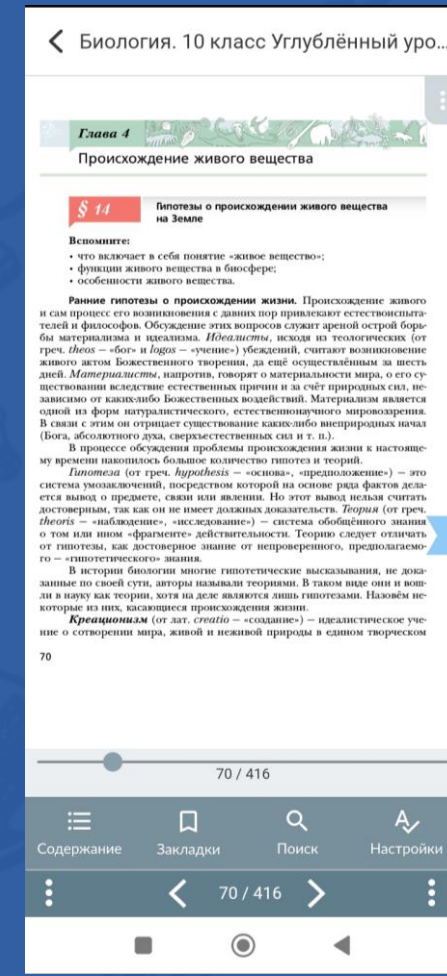 Биология. 10 класс Углублённый уро...
Глава 4
Происхождение живого вещества
§ 14
Гипотезы о происхождении живого вещества
на Земле
Вспомните:
• что включает в себя понятие «живое вещество»;
• функции живого вещества в биосфере;
• особенности живого вещества.
Ранние гипотезы о происхождении жизни. Происхождение живого
и сам процесс его возникновения с давних пор привлекают естествоиспыта-
телей и философов. Обсуждение этих вопросов служит ареной острой борь-
бы материализма и идеализма. Идеалисты, исходя из теологических (от
греч. theos – «бог» и logos – «учение») убеждений, считают возникновение
живого актом Божественного творения, да ещё осуществлённым за шесть
дней. Материалисты, напротив, говорят о материальности мира, о его су-
ществовании вследствие естественных причин и за счёт природных сил, не-
зависимо от каких-либо Божественных воздействий. Материализм является
одной из форм натуралистического, естественнонаучного мировоззрения.
В связи с этим он отрицает существование каких-либо внеприродных начал
(Бога, абсолютного духа, сверхъестественных сил и т. п.).
В процессе обсуждения проблемы происхождения жизни к настояще-
му времени накопилось большое количество гипотез и теорий.
Гипотеза (от греч. hypothesis – «основа», «предположение») – это
система умозаключений, посредством которой на основе ряда фактов дела-
ется вывод о предмете, связи или явлении. Но этот вывод нельзя считать
достоверным, так как он не имеет должных доказательств. Теория (от греч.
theoris – «наблюдение», «исследование») – система обобщённого знания
о том или ином «фрагменте» действительности. Теорию следует отличать
от гипотезы, как достоверное знание от непроверенного, предполагаемо-
го – «гипотетического» знания.
В истории биологии многие гипотетические высказывания, не дока-
занные по своей сути, авторы называли теориями. В таком виде они и вош-
ли в науку как теории, хотя на деле являются лишь гипотезами. Назовём не-
которые из них, касающиеся происхождения жизни.
Креационизм (от лат. creatio – «создание») – идеалистическое уче-
ние о сотворении мира, живой и неживой природы в едином творческом
70
70 / 416
Содержание
Закладки
Поиск
Настройки
70 / 416